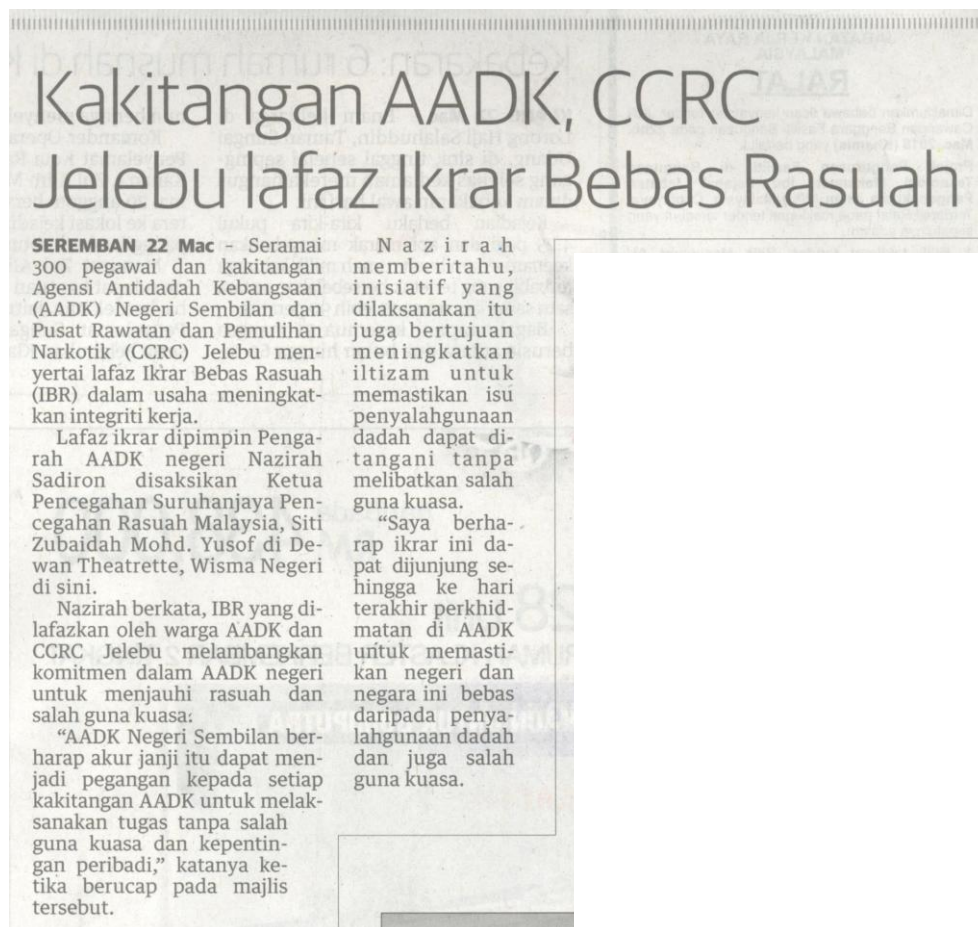 Kakitangan AADK, CCRC
Jelebu lafaz Ikrar Bebas Rasuah
SEREMBAN 22 Mac - Seramai
300 pegawai dan kakitangan
Agensi Antidadah Kebangsaan
(AADK) Negeri Sembilan dan
Pusat Rawatan dan Pemulihan
Narkotik (CCRC) Jelebu men-
yertai lafaz Ikrar Bebas Rasuah
(IBR) dalam usaha meningkat-
kan integriti kerja.
Lafaz ikrar dipimpin Penga-
rah AADK negeri Nazirah
Sadiron disaksikan Ketua
Pencegahan Suruhanjaya Pen-
cegahan Rasuah Malaysia, Siti
Zubaidah Mohd. Yusof di De-
wan Theatrette, Wisma Negeri
di sini.
Nazirah berkata, IBR yang di-
lafazkan oleh warga AADK dan
CCRC Jelebu melambangkan
komitmen dalam AADK negeri
untuk menjauhi rasuah dan
salah guna kuasa.
“AADK Negeri Sembilan ber-
harap akur janji itu dapat men-
jadi pegangan kepada setiap
kakitangan AADK untuk melak-
sanakan tugas tanpa salah
guna kuasa dan kepentin-
gan peribadi,” katanya ke-
tika berucap pada majlis
tersebut.
Nazirah
memberitahu,
inisiatif yang
dilaksanakan itu
juga bertujuan
meningkatkan
iltizam untuk
memastikan isu
penyalahgunaan
dadah dapat di-
tangani tanpa
melibatkan salah
guna kuasa.
“Saya berha-
rap ikrar ini da-
pat dijunjung se-
hingga ke hari
terakhir perkhid-
matan di AADK
untuk memasti-
kan negeri dan
negara ini bebas
daripada penya-
lahgunaan dadah
dan juga salah
guna kuasa.